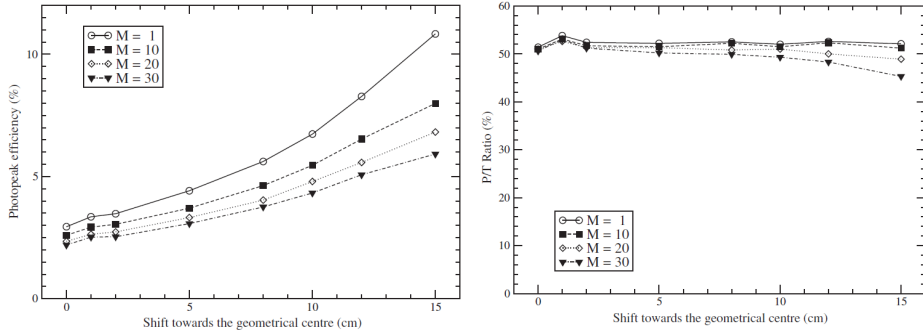 10
5
0
Photopeak efficiency (%)
M = 1
M = 10
M = 20
M = 30
0 5 10 15
Shift towards the geometrical centre (cm)
60
50
40
30
20
10
0
P/T Ratio (%)
M = 1
M = 10
M = 20
M = 30
0 5 10 15
Shift towards the geometrical centre (cm)